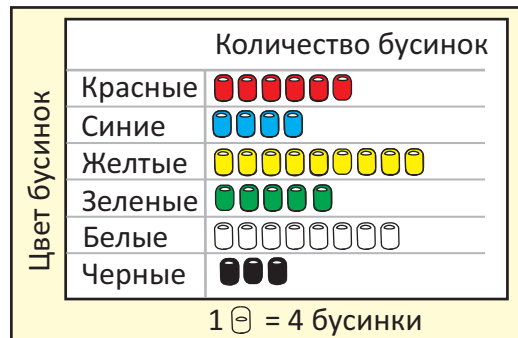 Количество бусинок
Цвет бусинок
Красные
Синие
Желтые
Зеленые
Белые
Черные
1 = 4 бусинки